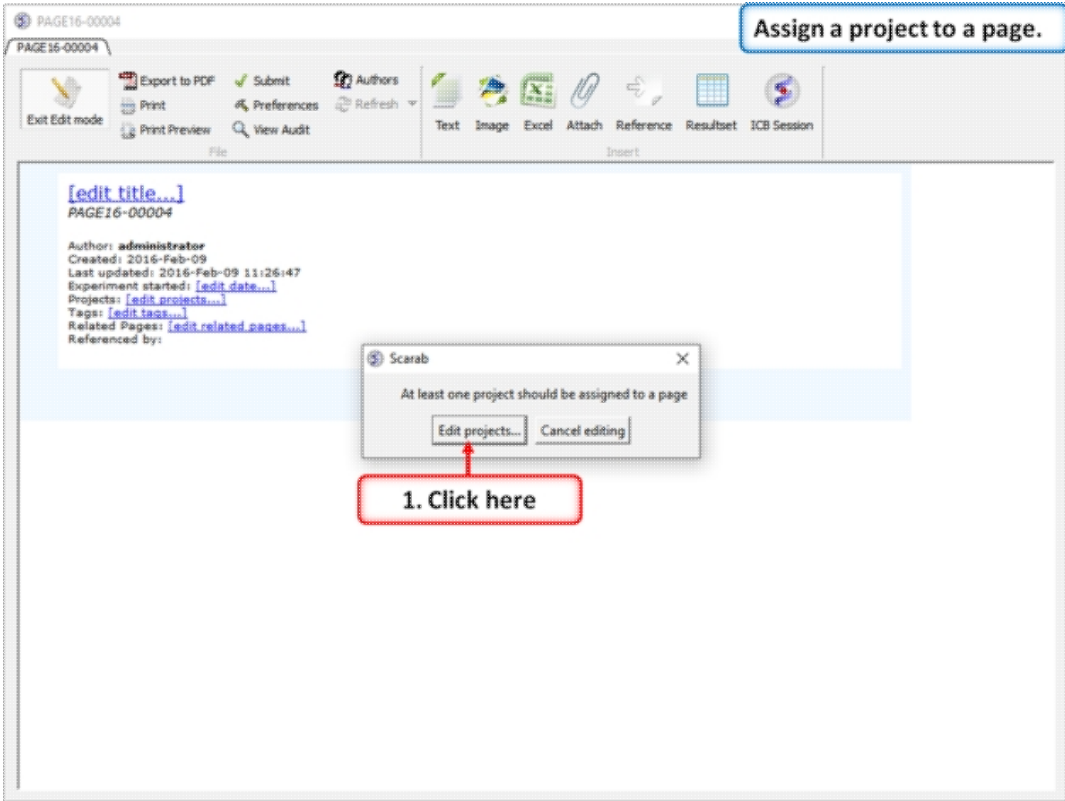 PAGE16-00004
Assign a project to a page.
PAGE16-00004
Exit Edit mode
Export to PDF
Print
Print Preview
Submit
Preferences
View Audit
Authors
Refresh
File
Text
Image
Excel
Attach
Reference
Resultset
ICB Session
Insert
[edit title...]
PAGE16-00004
Author: administrator
Created: 2016-Feb-09
Last updated: 2016-Feb-09 11:26:47
Experiment started: [edit date...]
Projects: [edit projects...]
Tags: [edit tags...]
Related Pages: [edit related pages...]
Referenced by:
Scarab
At least one project should be assigned to a page
Edit projects... Cancel editing
1. Click here